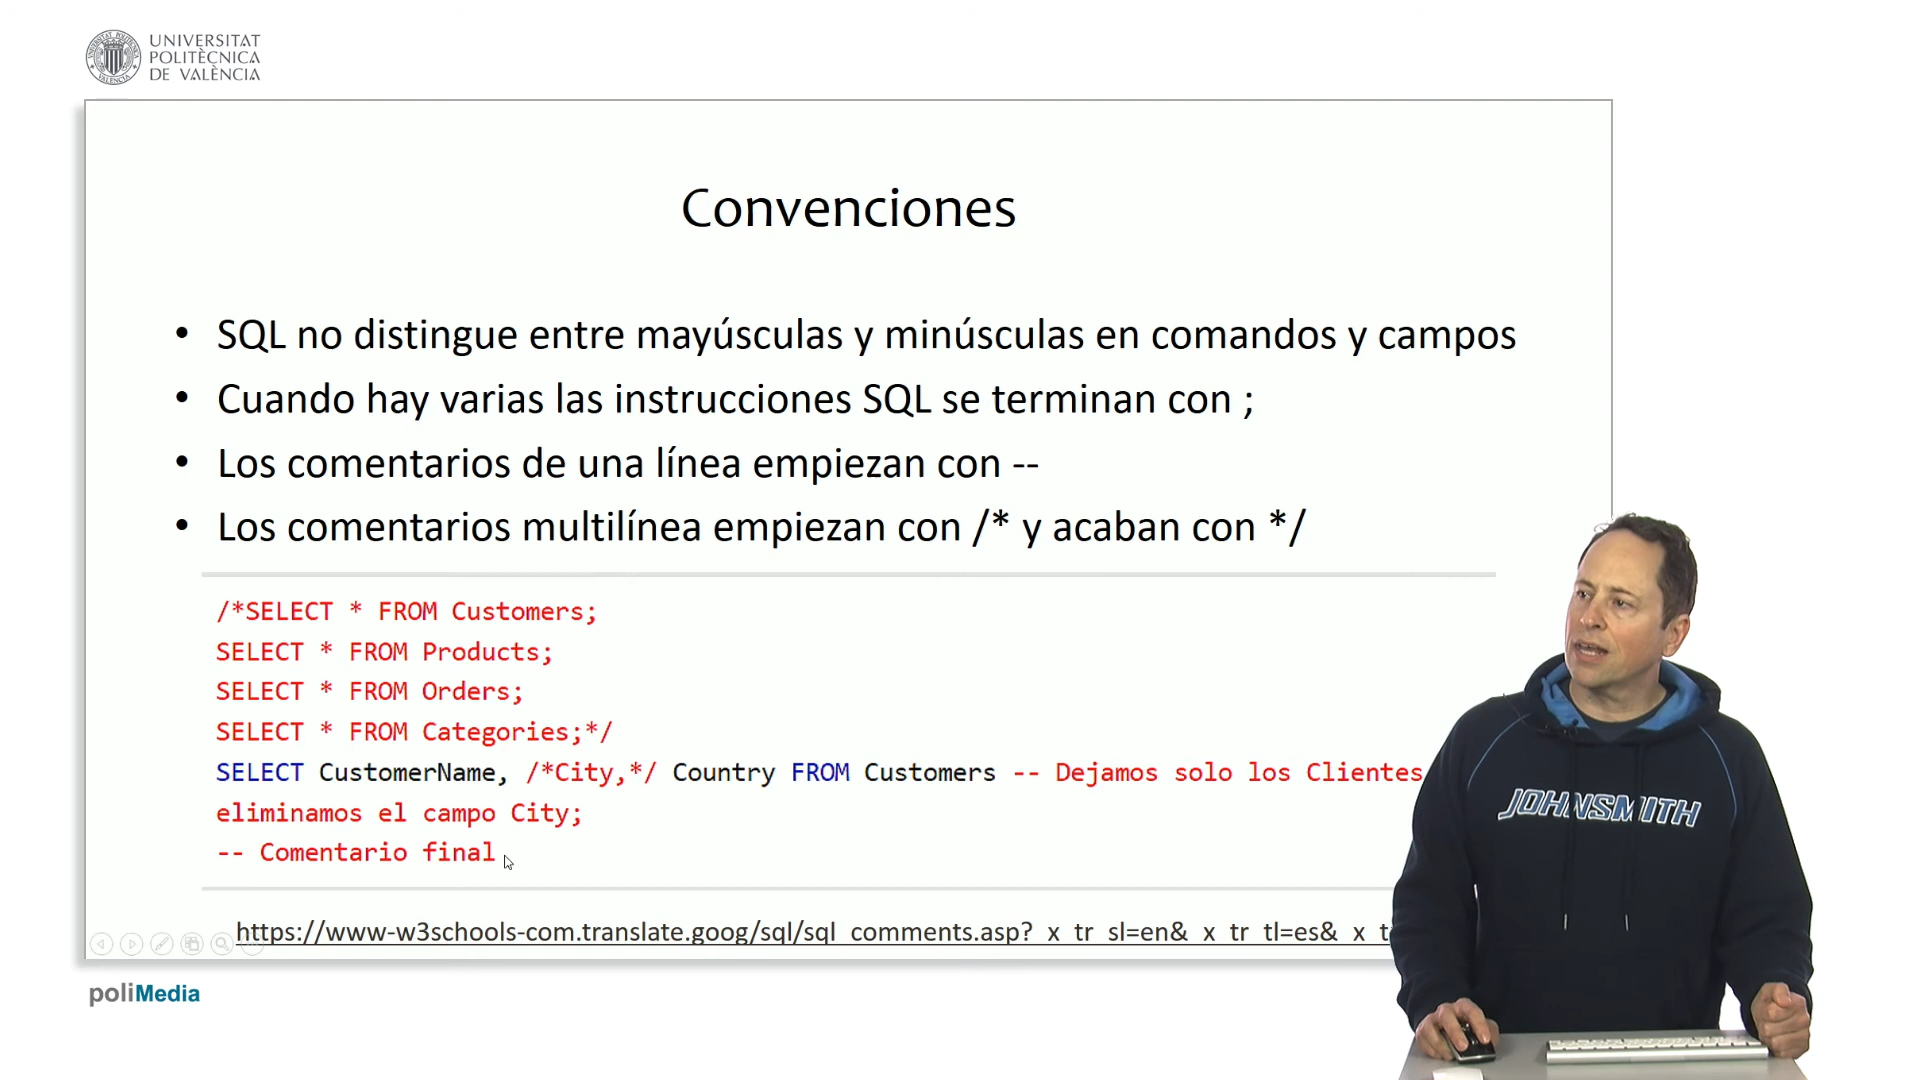 UNIVERSITAT
POLITÈCNICA
DE VALÈNCIA
Convenciones
• SQL no distingue entre mayúsculas y minúsculas en comandos y campos
• Cuando hay varias las instrucciones SQL se terminan con ;
• Los comentarios de una línea empiezan con --
• Los comentarios multilínea empiezan con /* y acaban con */
/*SELECT * FROM Customers;
SELECT * FROM Products;
SELECT * FROM Orders;
SELECT * FROM Categories;*/
SELECT CustomerName, /*City,*/ Country FROM Customers -- Dejamos solo los Clientes
eliminamos el campo City;
-- Comentario final
https://www-w3schools-com.translate.goog/sql/sql_comments.asp?_x_tr_sl=en&_x_tr_tl=es&_x_t
JOHNSMITH
poliMedia